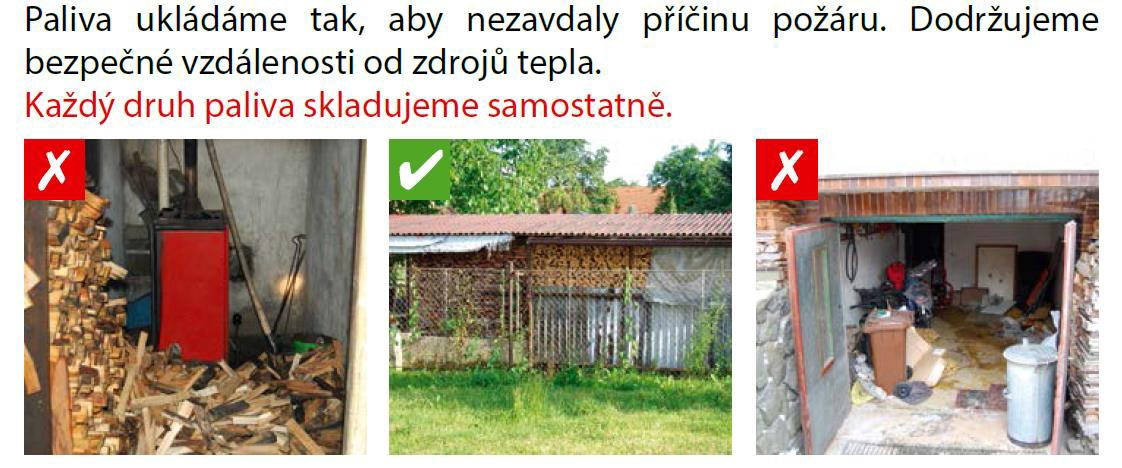 Paliva ukládáme tak, aby nezavdaly příčinu požáru. Dodržujeme
bezpečné vzdálenosti od zdrojů tepla.
Každý druh paliva skladujeme samostatně.